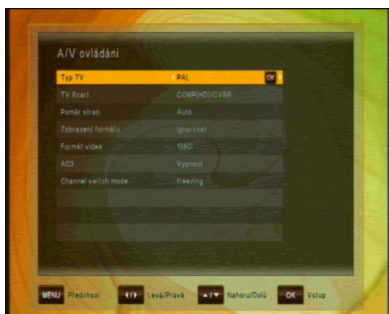 A/V ovládání
Typ TV PAL OK
TV Scart COMP(HD)/CVBS
Poměr stran Auto
Zobrazení formátu Ignorovat
Formát videa 1080i
AC3 Vypnout
Channel switch mode Freezing
MENU Předchozí Levá/Pravá Nahoru/Dolů OK Vstup